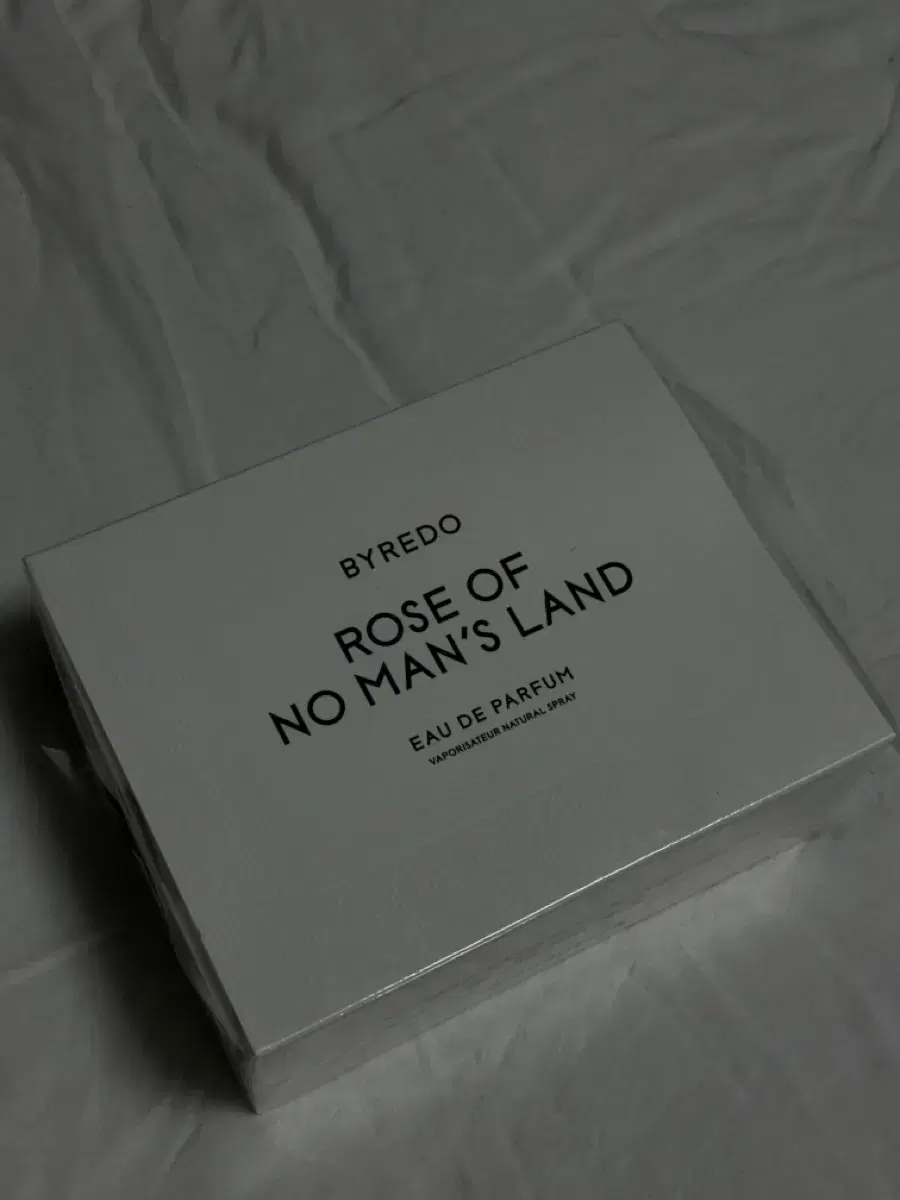 BYREDO
ROSE OF
NO MAN'S LAND
EAU DE PARFUM
VAPORISATEUR NATURAL SPRAY